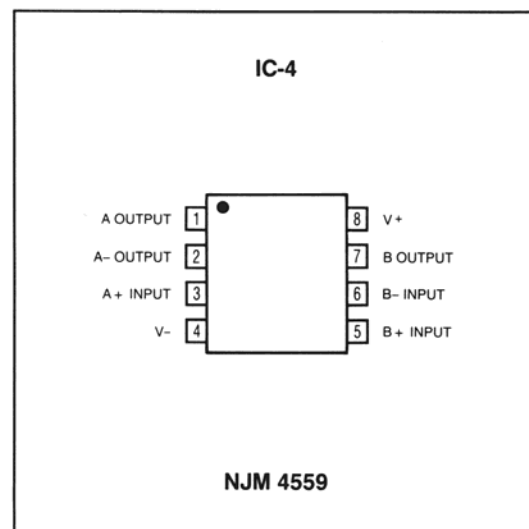 IC-4
A OUTPUT 1
A– OUTPUT 2
A+ INPUT 3
V– 4
8 V+
7 B OUTPUT
6 B– INPUT
5 B+ INPUT
NJM 4559